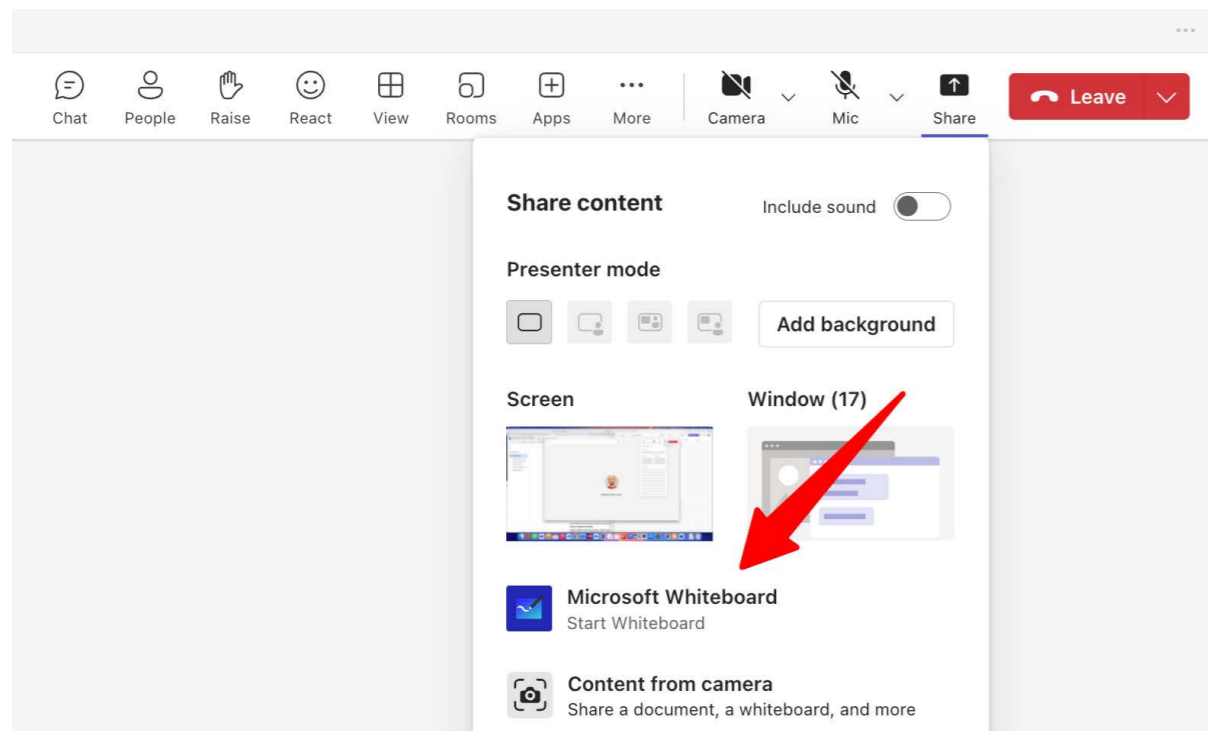 Chat People Raise React View Rooms Apps More Camera Mic Share Leave
Share content Include sound
Presenter mode
Add background
Screen Window (17)
Microsoft Whiteboard
Start Whiteboard
Content from camera
Share a document, a whiteboard, and more